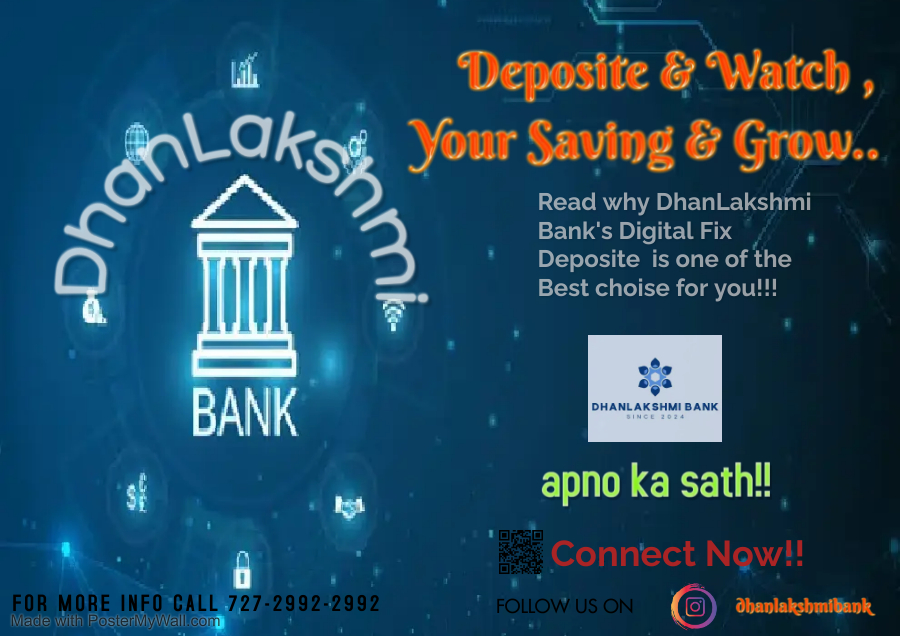 DhanLakshmi
BANK
Deposite & Watch ,
Your Saving & Grow..
Read why DhanLakshmi
Bank's Digital Fix
Deposite is one of the
Best choise for you!!!
DHANLAKSHMI BANK
SINCE 2024
apno ka sath!!
Connect Now!!
FOR MORE INFO CALL 727-2992-2992
Made with PosterMyWall.com
FOLLOW US ON
dhanlakshmibank